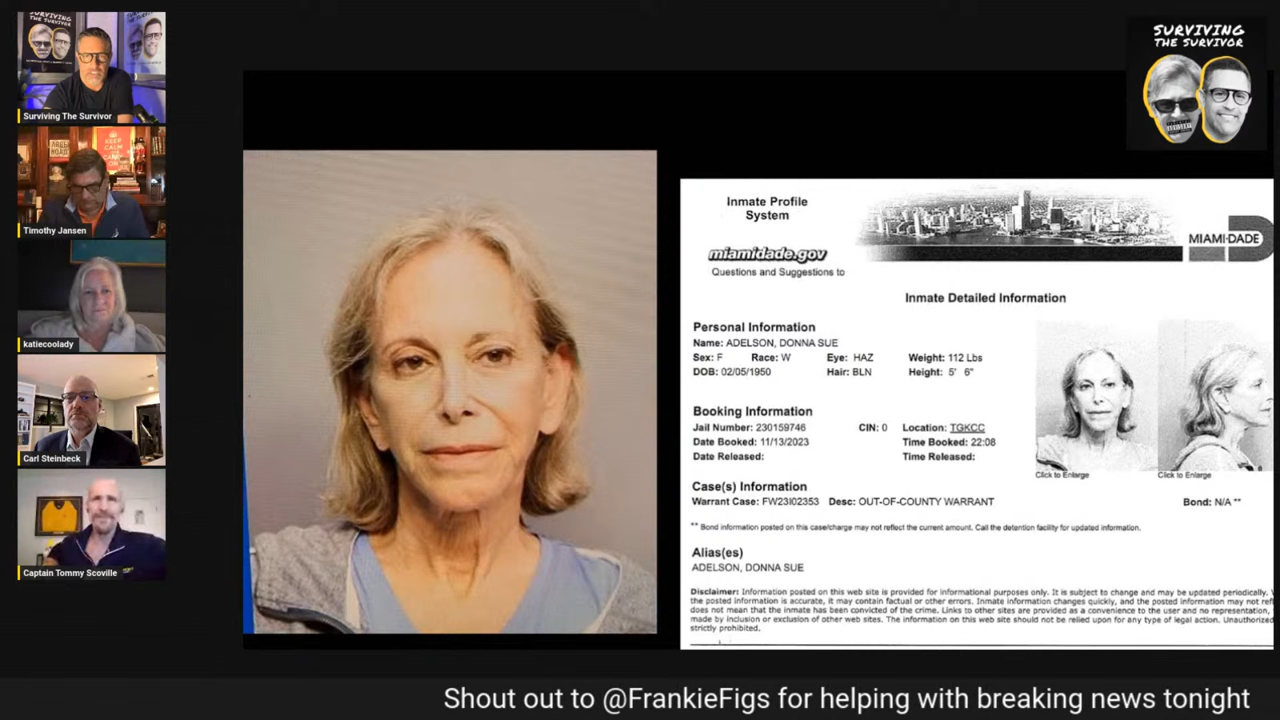 SURVIVING
THE SURVIVOR
Surviving The Survivor
KEEP
CALM
AND
Timothy Jansen
katiecoolady
Carl Steinbeck
Captain Tommy Scoville
Inmate Profile
System
miamidade.gov
Questions and Suggestions to
MIAMI-DADE
Inmate Detailed Information
Personal Information
Name: ADELSON, DONNA SUE
Sex: F Race: W Eye: HAZ Weight: 112 Lbs
DOB: 02/05/1950 Hair: BLN Height: 5' 6"
Booking Information
Jail Number: 230159746 CIN: 0 Location: TGKCC
Date Booked: 11/13/2023 Time Booked: 22:08
Date Released: Time Released:
Click to Enlarge Click to Enlarge
Case(s) Information
Warrant Case: FW23I02353 Desc: OUT-OF-COUNTY WARRANT Bond: N/A **
** Bond information posted on this case/charge may not reflect the current amount. Call the detention facility for updated information.
Alias(es)
ADELSON, DONNA SUE
Disclaimer: Information posted on this web site is provided for informational purposes only. It is subject to change and may be updated periodically.
the posted information is accurate, it may contain factual or other errors. Inmate information changes quickly, and the posted information may not
does not mean that the inmate has been convicted of the crime. Links to other sites are provided as a convenience to the user and no representation,
made by inclusion or exclusion of other web sites. The information on this web site should not be relied upon for any type of legal action. Unauthorized
strictly prohibited.
Shout out to @FrankieFigs for helping with breaking news tonight